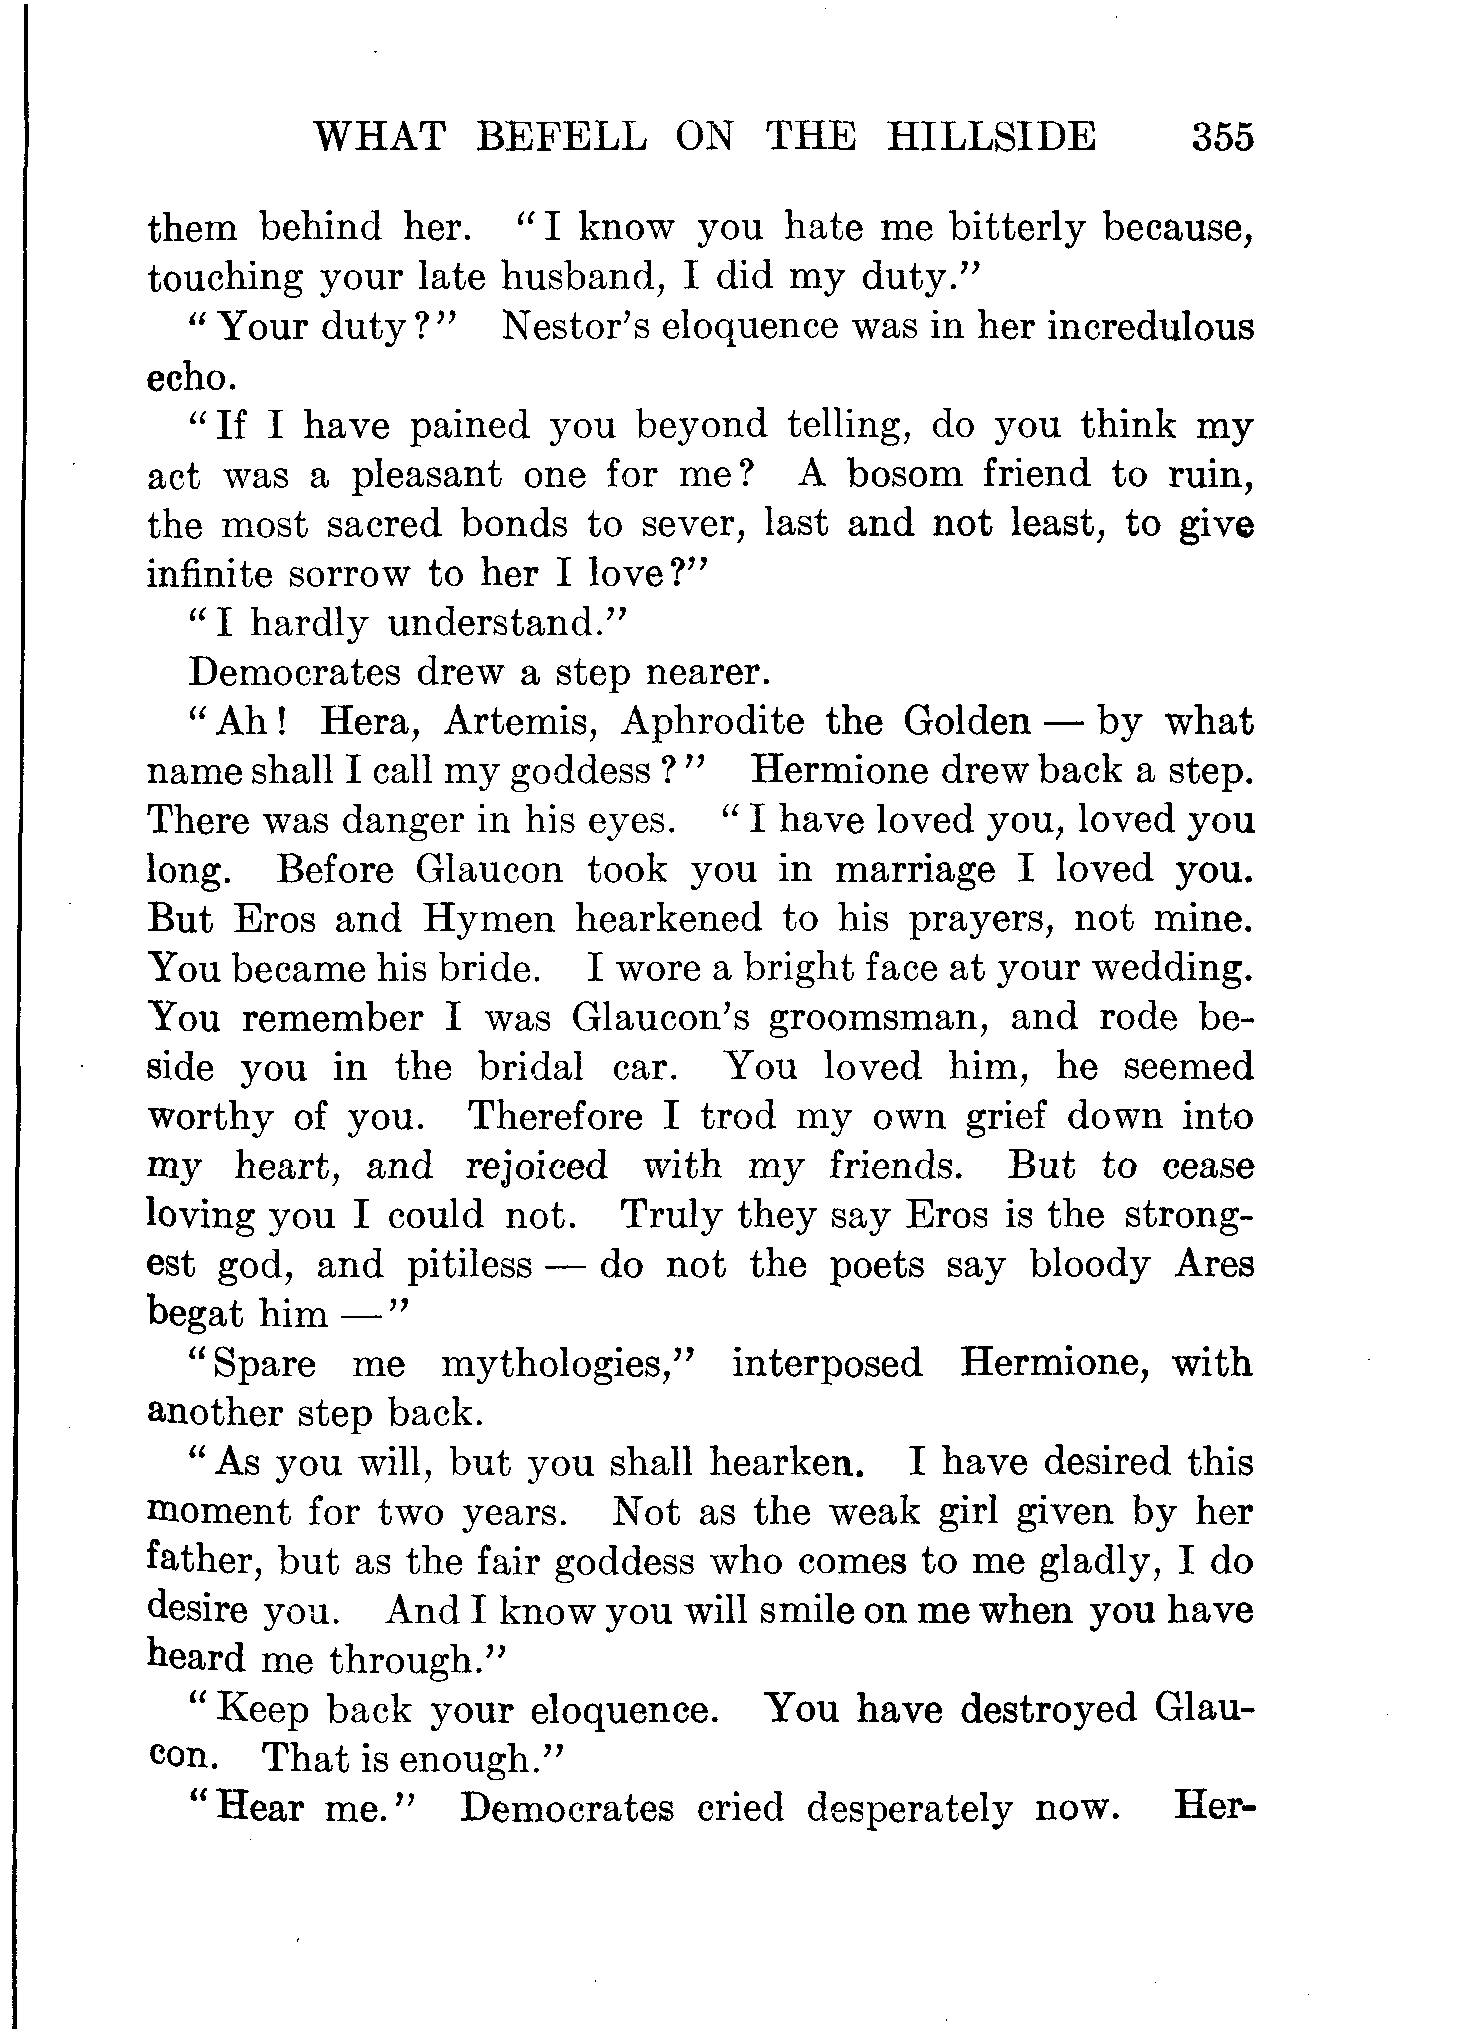 WHAT BEFELL ON THE HILLSIDE 355
them behind her. "I know you hate me bitterly because,
touching your late husband, I did my duty."
"Your duty?" Nestor's eloquence was in her incredulous
echo.
"If I have pained you beyond telling, do you think my
act was a pleasant one for me? A bosom friend to ruin,
the most sacred bonds to sever, last and not least, to give
infinite sorrow to her I love?"
"I hardly understand."
Democrates drew a step nearer.
"Ah! Hera, Artemis, Aphrodite the Golden — by what
name shall I call my goddess?" Hermione drew back a step.
There was danger in his eyes. "I have loved you, loved you
long. Before Glaucon took you in marriage I loved you.
But Eros and Hymen hearkened to his prayers, not mine.
You became his bride. I wore a bright face at your wedding.
You remember I was Glaucon's groomsman, and rode be-
side you in the bridal car. You loved him, he seemed
worthy of you. Therefore I trod my own grief down into
my heart, and rejoiced with my friends. But to cease
loving you I could not. Truly they say Eros is the strong-
est god, and pitiless — do not the poets say bloody Ares
begat him —"
"Spare me mythologies," interposed Hermione, with
another step back.
"As you will, but you shall hearken. I have desired this
moment for two years. Not as the weak girl given by her
father, but as the fair goddess who comes to me gladly, I do
desire you. And I know you will smile on me when you have
heard me through."
"Keep back your eloquence. You have destroyed Glau-
con. That is enough."
"Hear me." Democrates cried desperately now. Her-